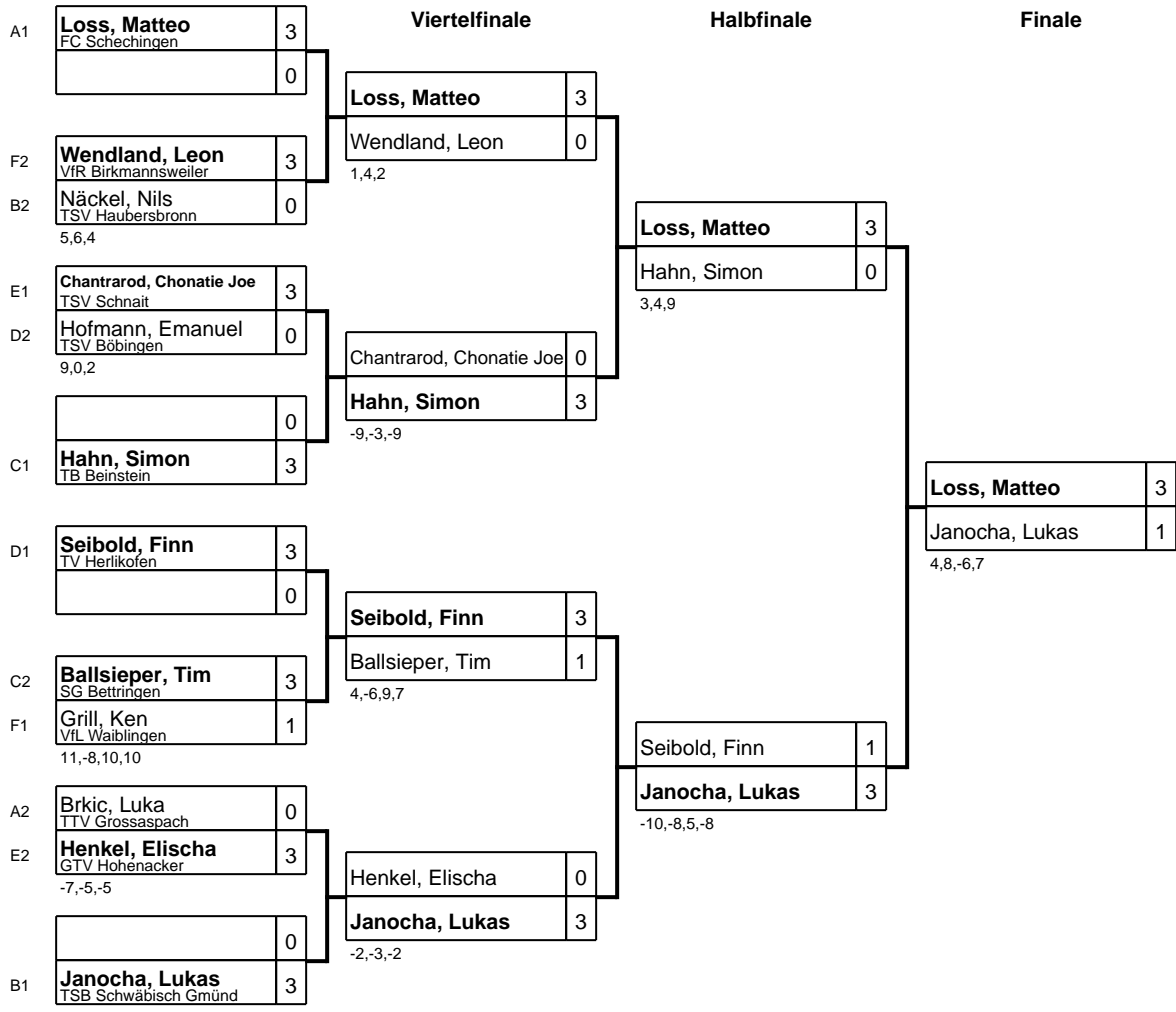 Viertelfinale
Halbfinale
Finale
A1
Loss, Matteo
3
FC Schechingen
0
F2
Wendland, Leon
3
VfR Birkmannsweiler
B2
Näckel, Nils
0
TSV Haubersbronn
5,6,4
E1
Chantrarod, Chonatie Joe
3
TSV Schnait
D2
Hofmann, Emanuel
0
TSV Böbingen
9,0,2
0
C1
Hahn, Simon
3
TB Beinstein
D1
Seibold, Finn
3
TV Herlikofen
0
C2
Ballsieper, Tim
3
SG Bettringen
F1
Grill, Ken
1
VfL Waiblingen
11,-8,10,10
A2
Brkic, Luka
0
TTV Grossaspach
E2
Henkel, Elischa
3
GTV Hohenacker
-7,-5,-5
0
B1
Janocha, Lukas
3
TSB Schwäbisch Gmünd
Loss, Matteo
3
Wendland, Leon
0
1,4,2
Chantrarod, Chonatie Joe
0
Hahn, Simon
3
-9,-3,-9
Seibold, Finn
3
Ballsieper, Tim
1
4,-6,9,7
Henkel, Elischa
0
Janocha, Lukas
3
-2,-3,-2
Loss, Matteo
3
Hahn, Simon
0
3,4,9
Seibold, Finn
1
Janocha, Lukas
3
-10,-8,5,-8
Loss, Matteo
3
Janocha, Lukas
1
4,8,-6,7